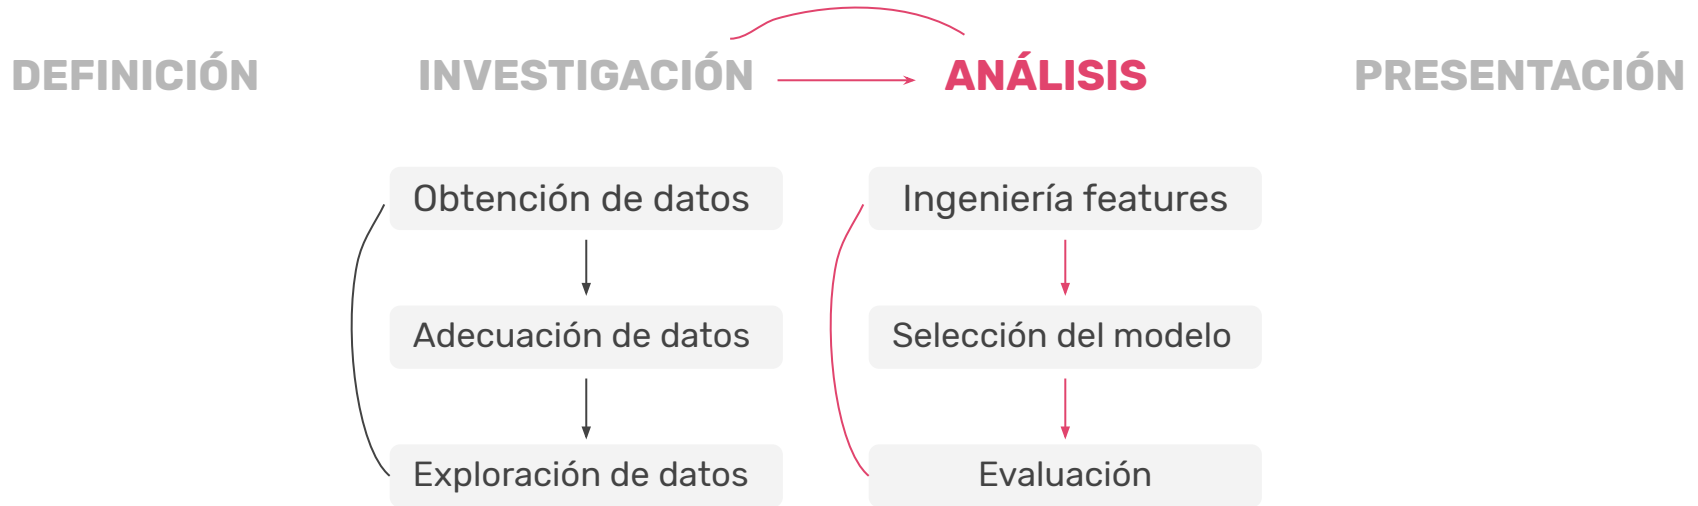 DEFINICIÓN
INVESTIGACIÓN
ANÁLISIS
PRESENTACIÓN
Obtención de datos
Adecuación de datos
Exploración de datos
Ingeniería features
Selección del modelo
Evaluación